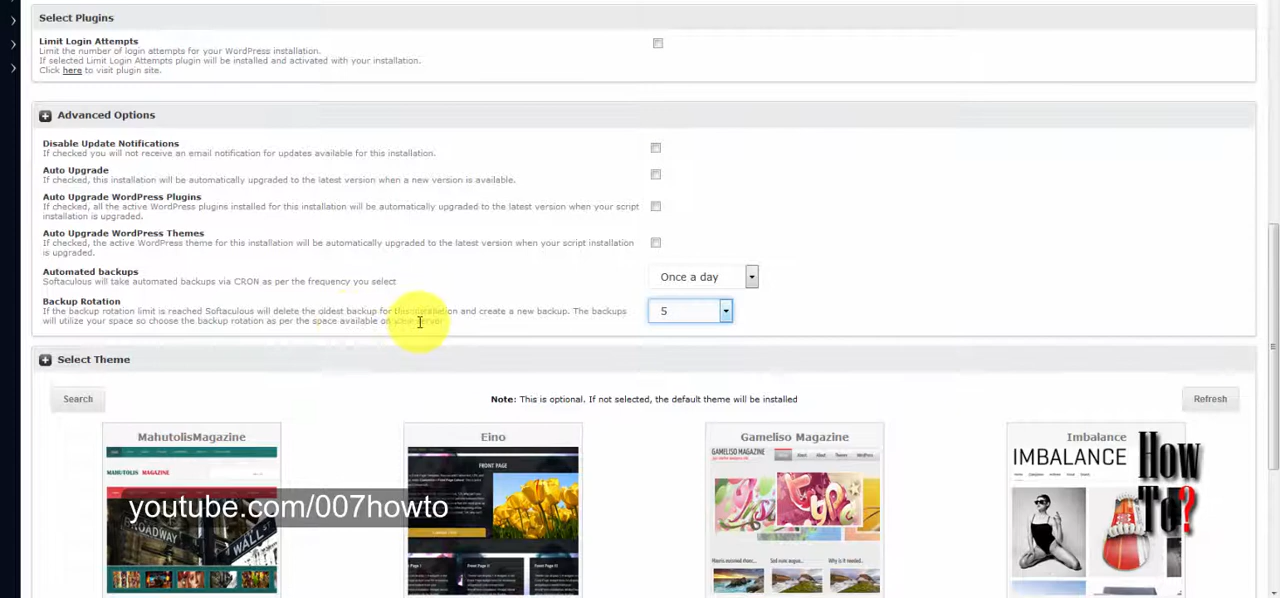 Select Plugins
Limit Login Attempts
Limit the number of login attempts for your WordPress installation.
If selected Limit Login Attempts plugin will be installed and activated with your installation.
Click here to visit plugin site.
Advanced Options
Disable Update Notifications
If checked you will not receive an email notification for updates available for this installation.
Auto Upgrade
If checked, this installation will be automatically upgraded to the latest version when a new version is available.
Auto Upgrade WordPress Plugins
If checked, all the active WordPress plugins installed for this installation will be automatically upgraded to the latest version when your script
installation is upgraded.
Auto Upgrade WordPress Themes
If checked, the active WordPress theme for this installation will be automatically upgraded to the latest version when your script installation
is upgraded.
Automated backups
Softaculous will take automated backups via CRON as per the frequency you select
Once a day
Backup Rotation
If the backup rotation limit is reached Softaculous will delete the oldest backup for this installation and create a new backup. The backups
will utilize your space so choose the backup rotation as per the space available on your server
5
Select Theme
Search
Note: This is optional. If not selected, the default theme will be installed
Refresh
MahutolisMagazine
Eino
Gameliso Magazine
Imbalance
MAHUTOLIS MAGAZINE
FRONT PAGE
GAMELISO MAGAZINE
IMBALANCE
BROADWAY
WALL ST
youtube.com/007howto
How
To?